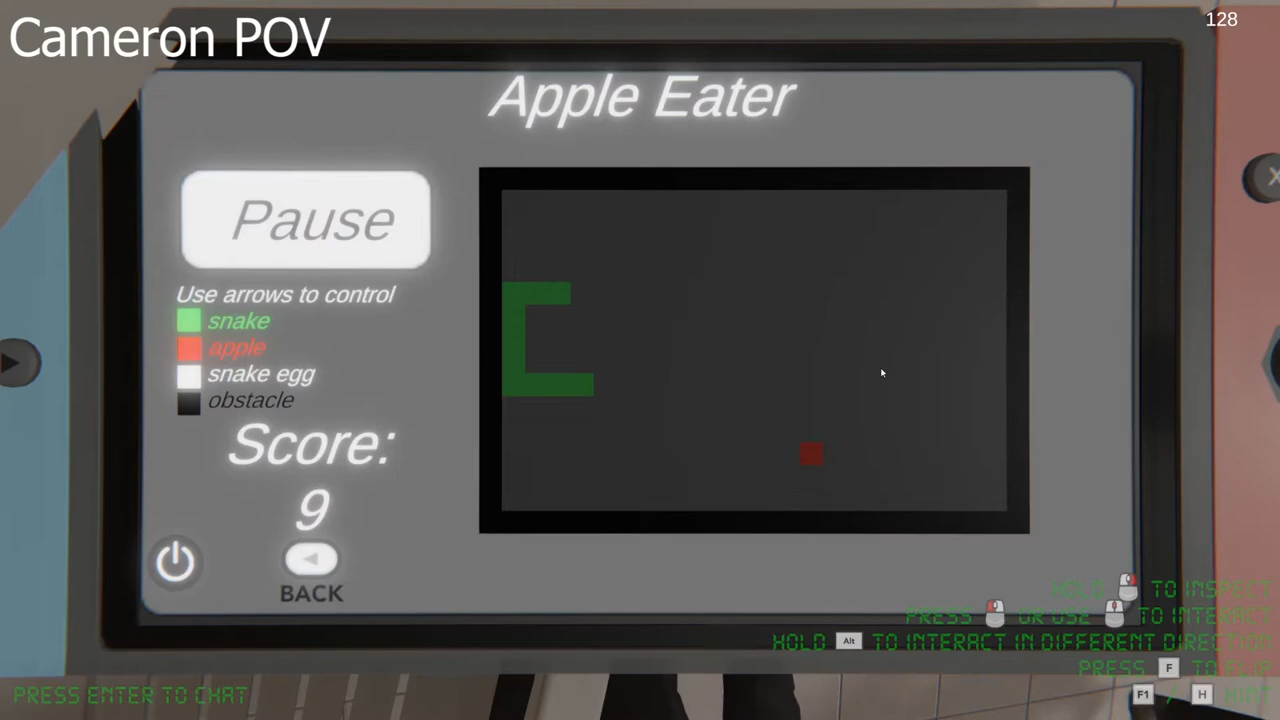 Cameron POV
128
Apple Eater
Pause
Use arrows to control
snake
apple
snake egg
obstacle
Score:
9
BACK
X
HOLD TO INSPECT
PRESS OR USE TO INTERACT
HOLD Alt TO INTERACT IN DIFFERENT DIRECTION
PRESS F TO FLIP
F1 / H HINT
PRESS ENTER TO CHAT